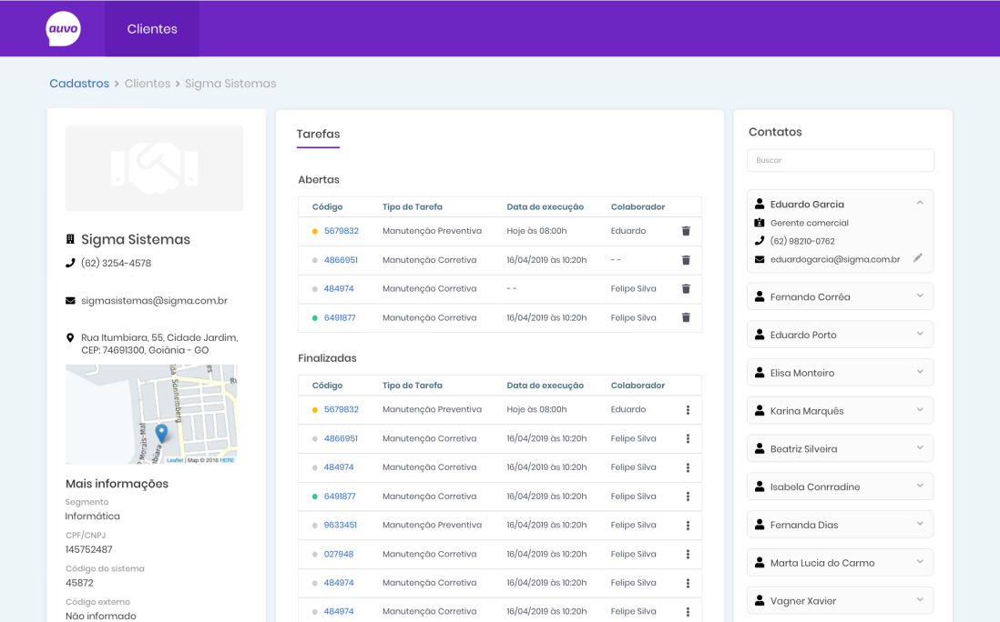 auvo
Clientes
Cadastros > Clientes > Sigma Sistemas
Sigma Sistemas
(62) 3254-4578
sigmasistemas@sigma.com.br
Rua Itumbiara, 55, Cidade Jardim,
CEP: 74691300, Goiânia - GO
Sonnemberg
Leaflet | Map © 2016 HERE
Mais informações
Segmento
Informática
CPF/CNPJ
145752487
Código do sistema
45872
Código externo
Não informado
Tarefas
Abertas
Código Tipo de Tarefa Data de execução Colaborador
5679832 Manutenção Preventiva Hoje às 08:00h Eduardo
4866951 Manutenção Corretiva 16/04/2019 às 10:20h - -
484974 Manutenção Corretiva - - Felipe Silva
6491877 Manutenção Corretiva 16/04/2019 às 10:20h Felipe Silva
Finalizadas
Código Tipo de Tarefa Data de execução Colaborador
5679832 Manutenção Preventiva Hoje às 08:00h Eduardo
4866951 Manutenção Corretiva 16/04/2019 às 10:20h Felipe Silva
484974 Manutenção Corretiva 16/04/2019 às 10:20h Felipe Silva
6491877 Manutenção Corretiva 16/04/2019 às 10:20h Felipe Silva
9633451 Manutenção Preventiva 16/04/2019 às 10:20h Felipe Silva
027948 Manutenção Corretiva 16/04/2019 às 10:20h Felipe Silva
484974 Manutenção Corretiva 16/04/2019 às 10:20h Felipe Silva
484974 Manutenção Corretiva 16/04/2019 às 10:20h Felipe Silva
Contatos
Buscar
Eduardo Garcia
Gerente comercial
(62) 98210-0762
eduardogarcia@sigma.com.br
Fernando Corrêa
Eduardo Porto
Elisa Monteiro
Karina Marquês
Beatriz Silveira
Isabela Conrradine
Fernanda Dias
Marta Lucia do Carmo
Vagner Xavier